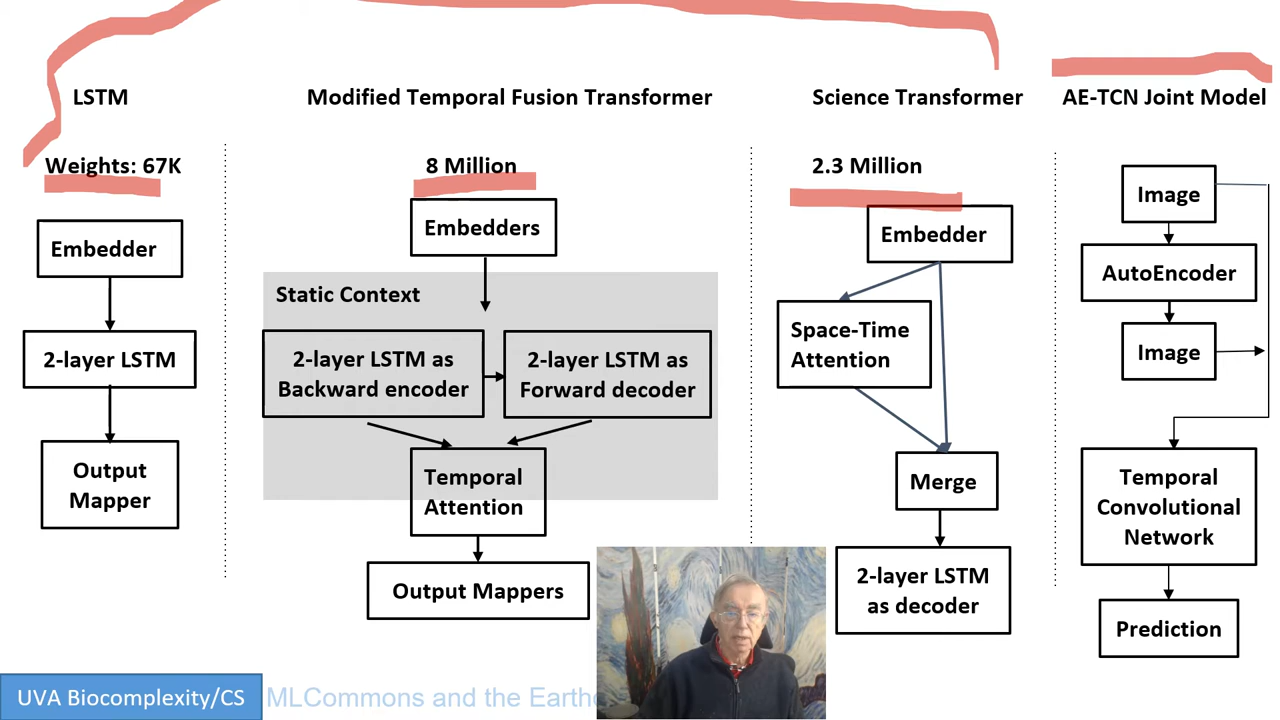 LSTM
Modified Temporal Fusion Transformer
Science Transformer
AE-TCN Joint Model
Weights: 67K
8 Million
2.3 Million
Embedder
2-layer LSTM
Output
Mapper
Embedders
Static Context
2-layer LSTM as
Backward encoder
2-layer LSTM as
Forward decoder
Temporal
Attention
Output Mappers
Embedder
Space-Time
Attention
Merge
2-layer LSTM
as decoder
Image
AutoEncoder
Image
Temporal
Convolutional
Network
Prediction
UVA Biocomplexity/CS
MLCommons and the